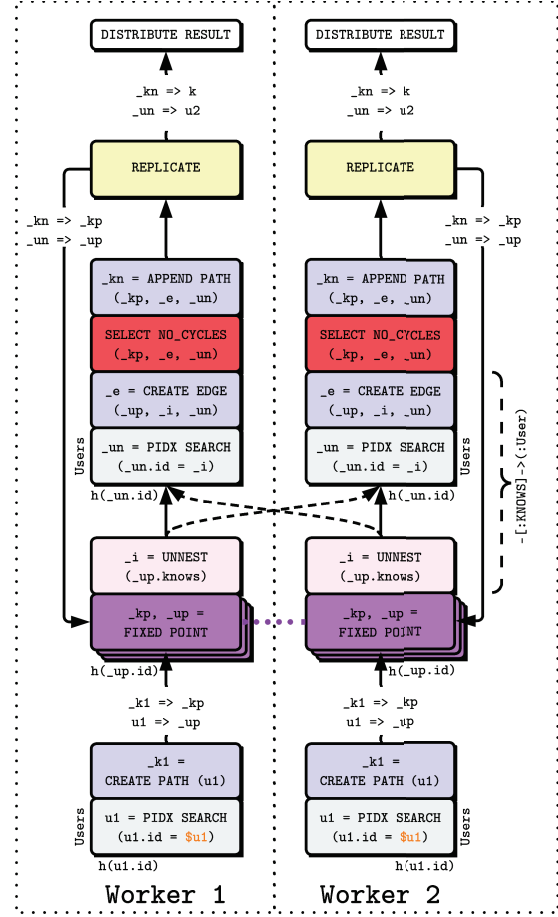 DISTRIBUTE RESULT
_kn => k
_un => u2
REPLICATE
_kn => _kp
_un => _up
_kn = APPEND PATH
(_kp, _e, _un)
SELECT NO_CYCLES
(_kp, _e, _un)
_e = CREATE EDGE
(_up, _i, _un)
_un = PIDX SEARCH
(_un.id = _i)
Users
h(_un.id)
_i = UNNEST
(_up.knows)
_kp, _up =
FIXED POINT
h(_up.id)
_k1 => _kp
u1 => _up
_k1 =
CREATE PATH (u1)
u1 = PIDX SEARCH
(u1.id = $u1)
Users
h(u1.id)
Worker 1
DISTRIBUTE RESULT
_kn => k
_un => u2
REPLICATE
_kn => _kp
_un => _up
_kn = APPEND PATH
(_kp, _e, _un)
SELECT NO_CYCLES
(_kp, _e, _un)
_e = CREATE EDGE
(_up, _i, _un)
_un = PIDX SEARCH
(_un.id = _i)
Users
h(_un.id)
-[:KNOWS]->(:User)
_i = UNNEST
(_up.knows)
_kp, _up =
FIXED POINT
h(_up.id)
_k1 => _kp
u1 => _up
_k1 =
CREATE PATH (u1)
u1 = PIDX SEARCH
(u1.id = $u1)
Users
h(u1.id)
Worker 2